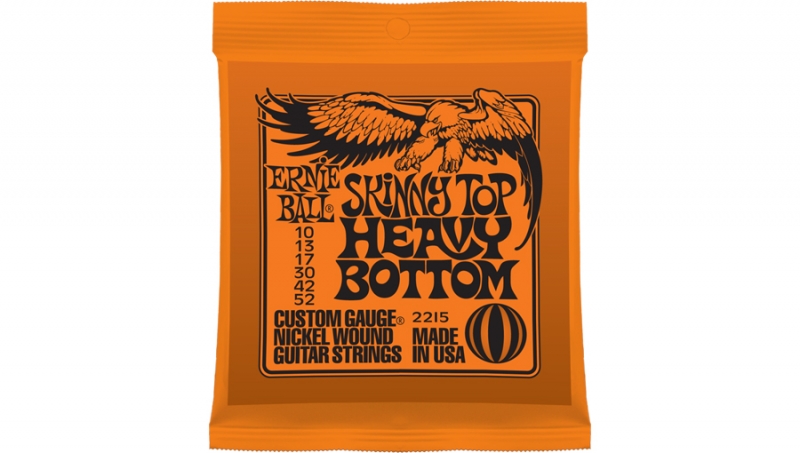 ERNIE
BALL®
SKINNY TOP
HEAVY
BOTTOM
10
13
17
30
42
52
CUSTOM GAUGE®
NICKEL WOUND
GUITAR STRINGS
2215
MADE
IN USA